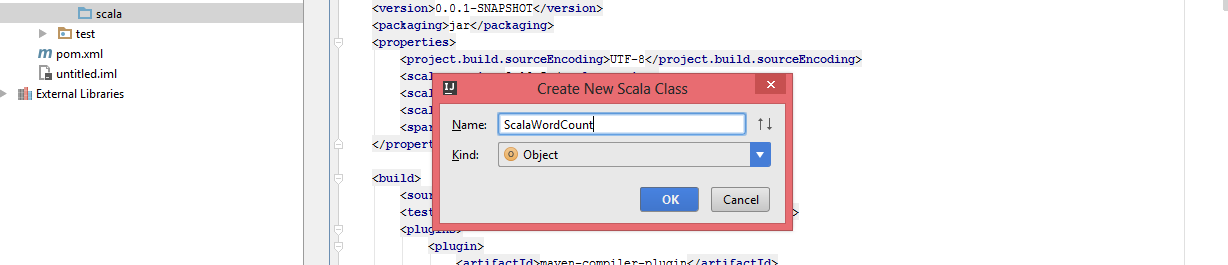 scala
test
pom.xml
untitled.iml
External Libraries
<version>0.0.1-SNAPSHOT</version>
<packaging>jar</packaging>
<properties>
<project.build.sourceEncoding>UTF-8</project.build.sourceEncoding>
<scal
<scal
<scal
<spar
</propert
<build>
<sour
<test
<plugins>
<plugin>
<artifactId>maven-compiler-plugin</artifactId>
Create New Scala Class
Name: ScalaWordCount
Kind: Object
OK Cancel